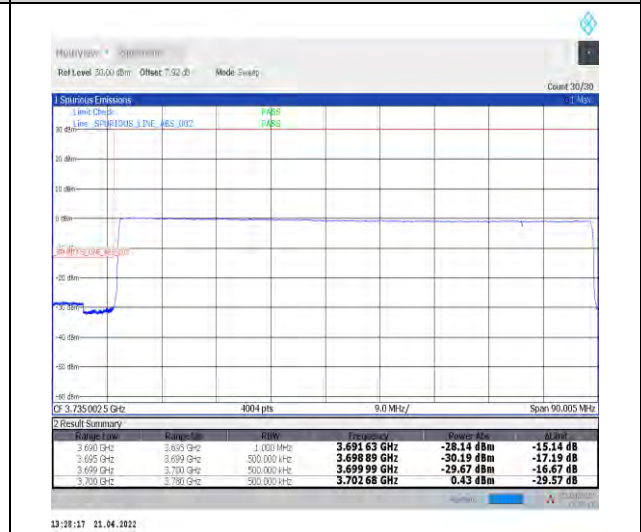 MultiView Spectrum
Ref Level 30.00 dBm Offset 7.92 dB Mode Sweep
Count 30/30
1 Spurious Emissions
Limit Check PASS
Line _SPURIOUS_LINE_ABS_002 PASS
30 dBm
20 dBm
10 dBm
0 dBm
-20 dBm
-30 dBm
-40 dBm
-50 dBm
-60 dBm
CF 3.7350025 GHz 4004 pts 9.0 MHz/ Span 90.005 MHz
2 Result Summary
Range Low Range Up RBW Frequency Power Abs ΔLimit
3.690 GHz 3.695 GHz 1.000 MHz 3.691 63 GHz -28.14 dBm -15.14 dB
3.695 GHz 3.699 GHz 500.000 kHz 3.698 89 GHz -30.19 dBm -17.19 dB
3.699 GHz 3.700 GHz 500.000 kHz 3.699 99 GHz -29.67 dBm -16.67 dB
3.700 GHz 3.780 GHz 500.000 kHz 3.702 68 GHz 0.43 dBm -29.57 dB
13:28:17 21.04.2022